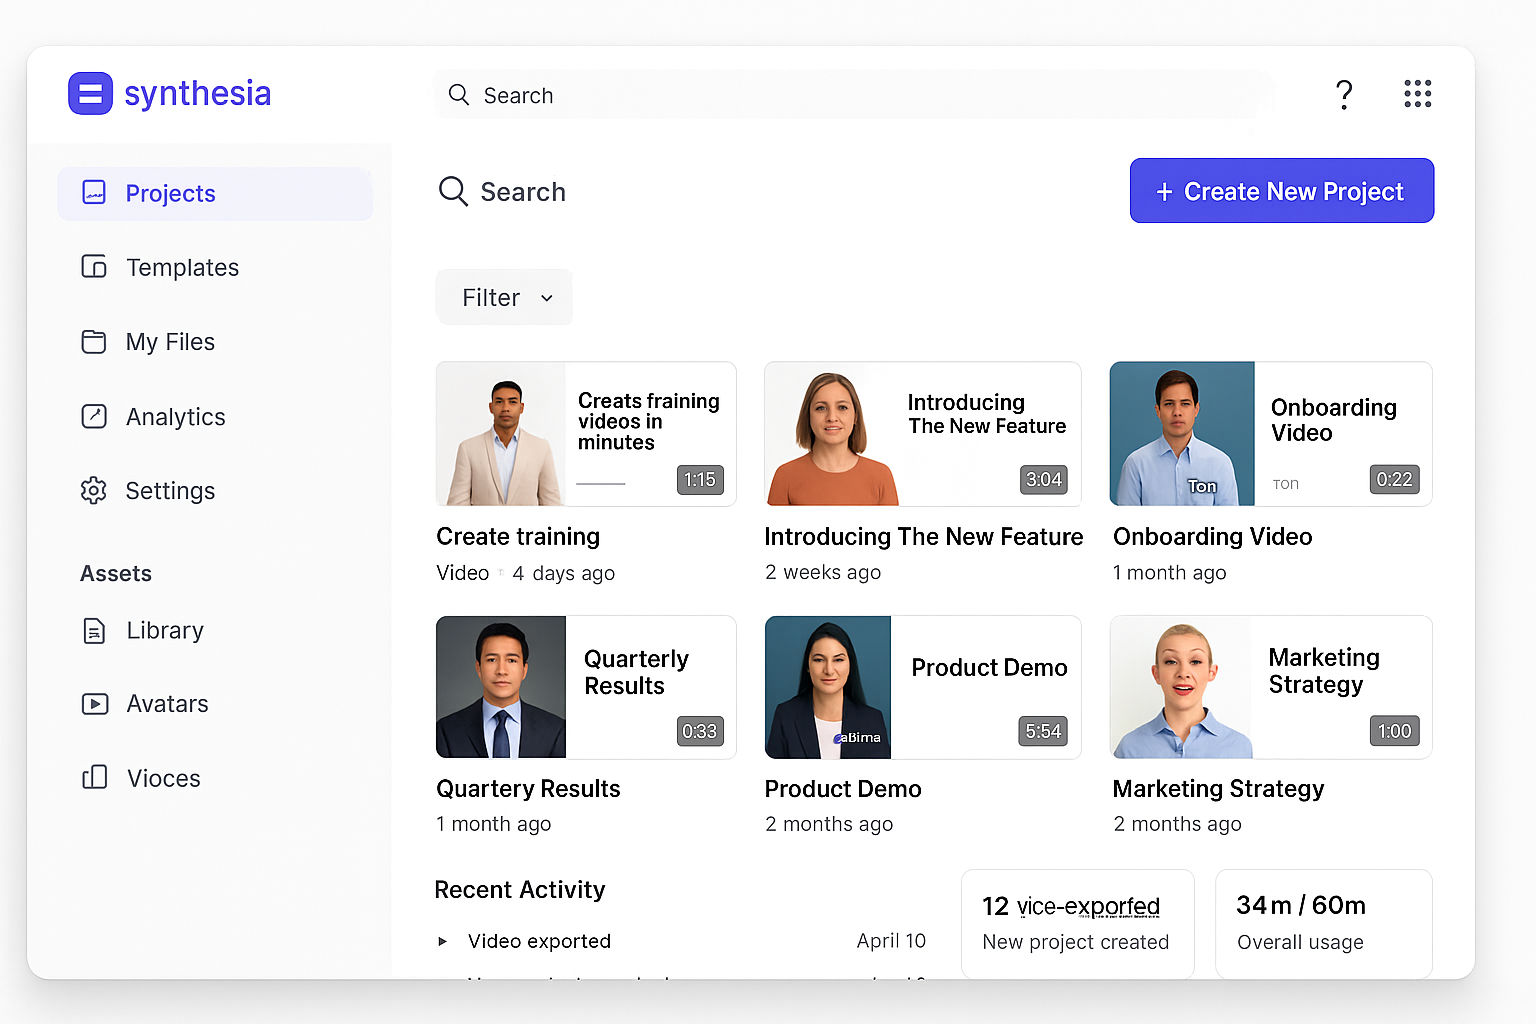 synthesia
Search
?
Projects
Templates
My Files
Analytics
Settings
Assets
Library
Avatars
Vioces
Search
+ Create New Project
Filter
Creats fraining
videos in
minutes
1:15
Create training
Video 4 days ago
Introducing
The New Feature
3:04
Introducing The New Feature
2 weeks ago
Ton
Onboarding
Video
TON
0:22
Onboarding Video
1 month ago
Quarterly
Results
0:33
Quartery Results
1 month ago
aBima
Product Demo
5:54
Product Demo
2 months ago
Marketing
Strategy
1:00
Marketing Strategy
2 months ago
Recent Activity
Video exported April 10
12 vice-exporfed
New project created
34m / 60m
Overall usage